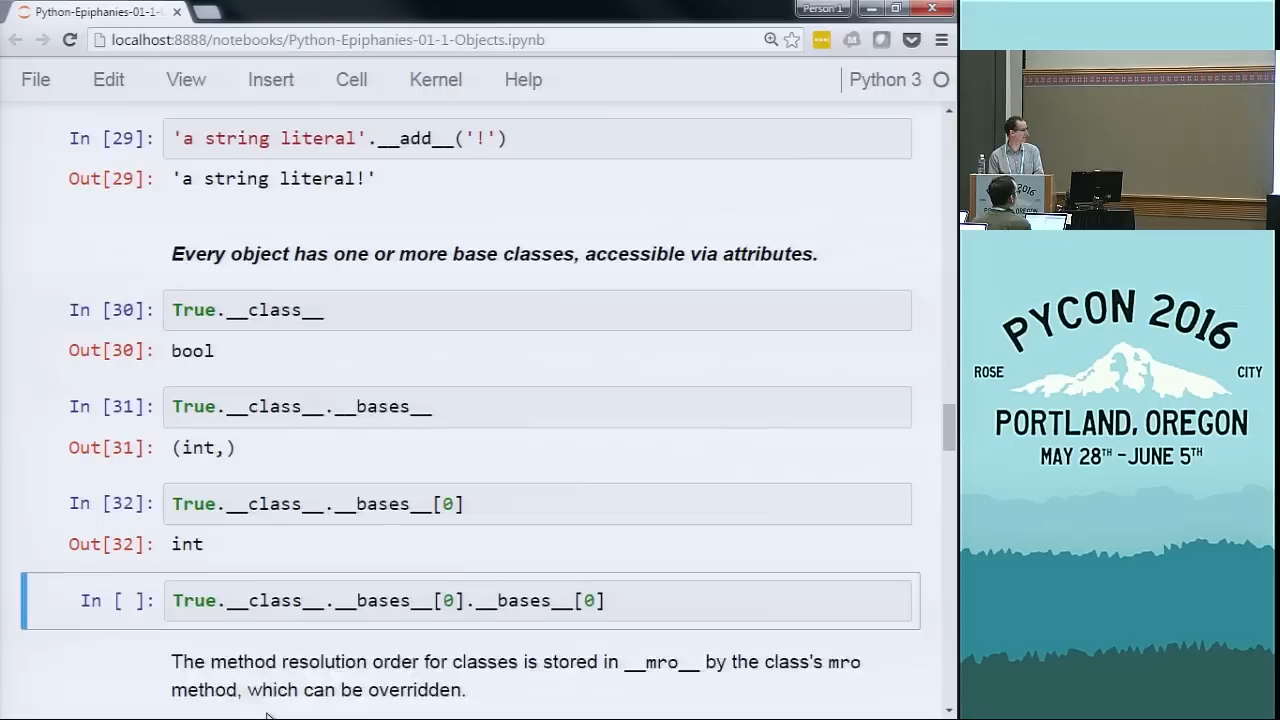 Python-Epiphanies-01-1-
Person 1
localhost:8888/notebooks/Python-Epiphanies-01-1-Objects.ipynb
File Edit View Insert Cell Kernel Help Python 3
In [29]: 'a string literal'.__add__('!')
Out[29]: 'a string literal!'
Every object has one or more base classes, accessible via attributes.
In [30]: True.__class__
Out[30]: bool
In [31]: True.__class__.__bases__
Out[31]: (int,)
In [32]: True.__class__.__bases__[0]
Out[32]: int
In [ ]: True.__class__.__bases__[0].__bases__[0]
The method resolution order for classes is stored in __mro__ by the class's mro
method, which can be overridden.
PYCON 2016
ROSE CITY
PORTLAND, OREGON
MAY 28TH - JUNE 5TH